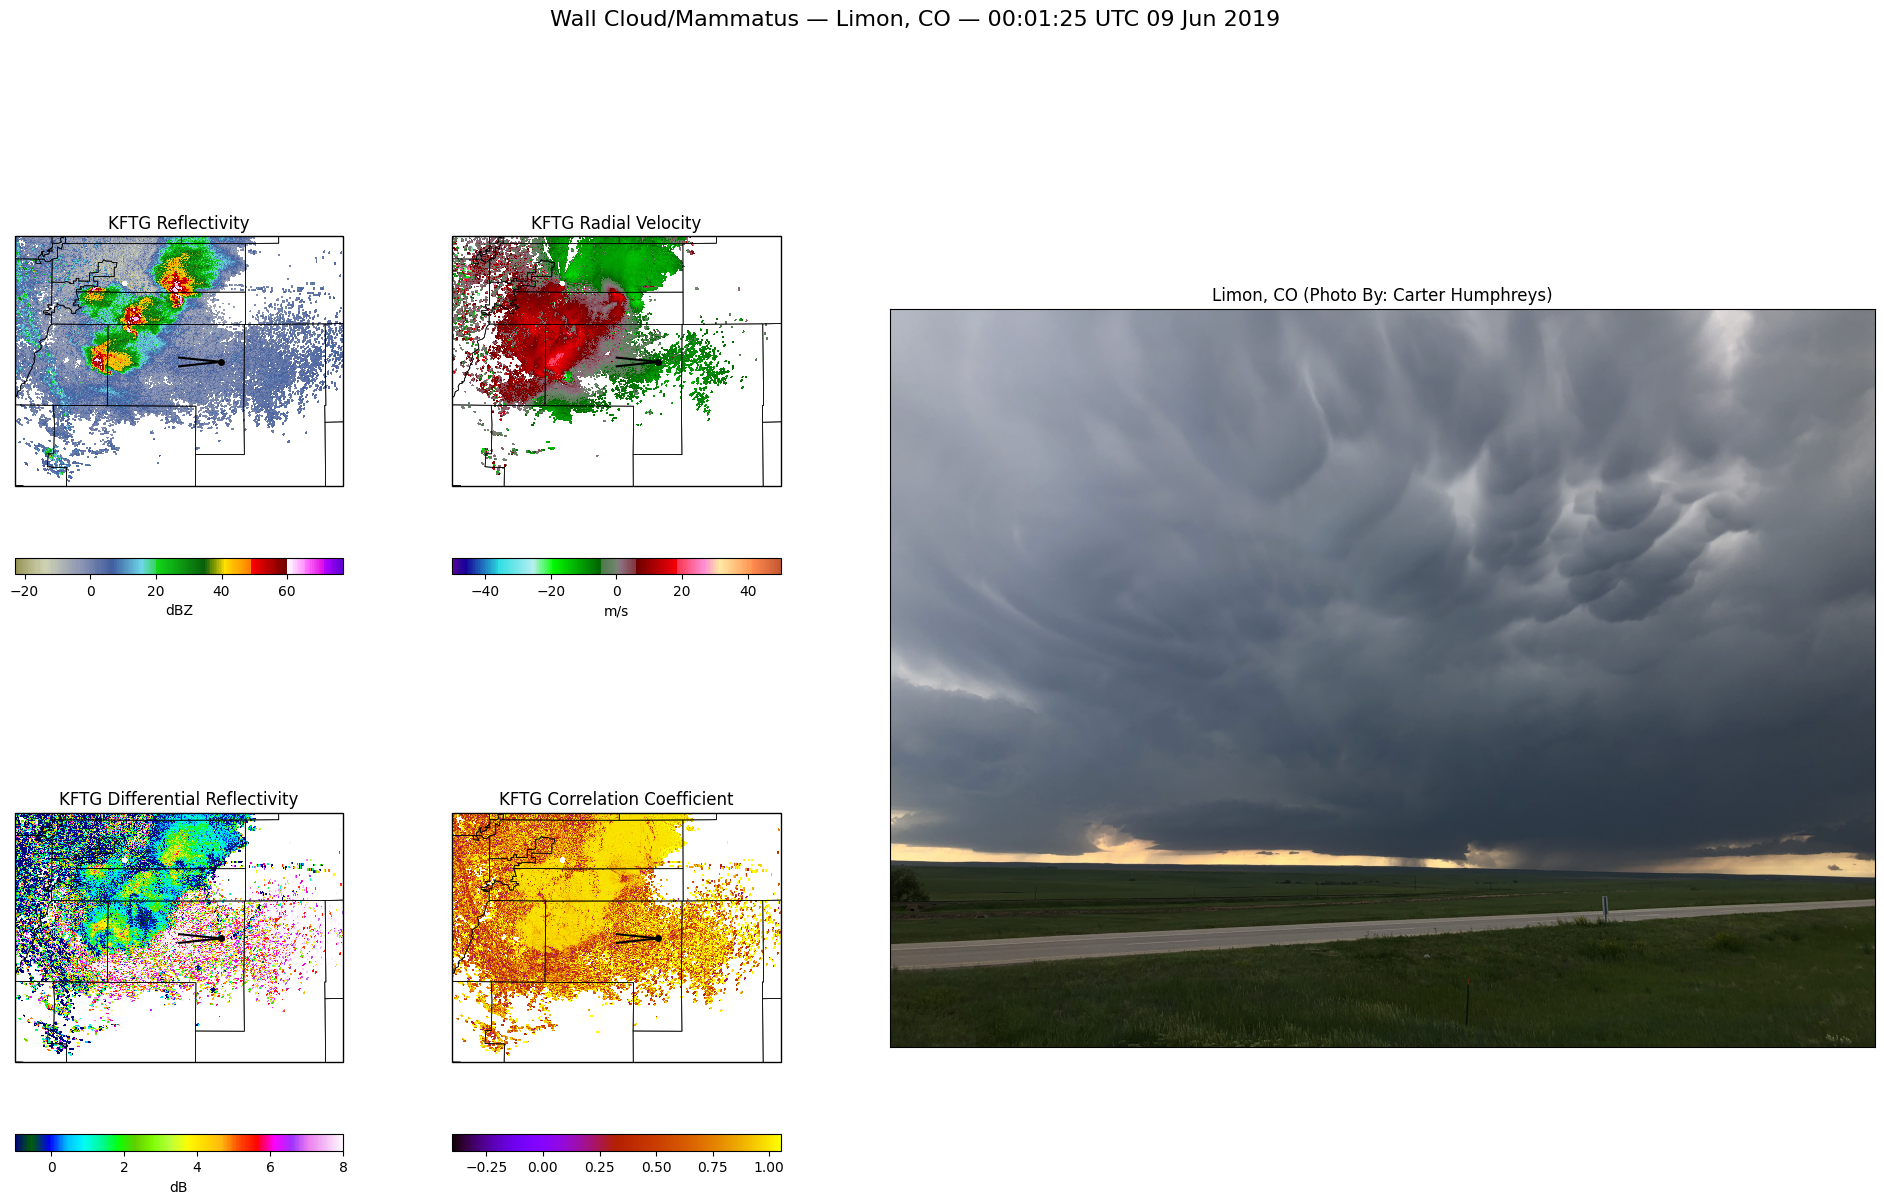 Wall Cloud/Mammatus — Limon, CO — 00:01:25 UTC 09 Jun 2019
KFTG Reflectivity
KFTG Radial Velocity
−20 0 20 40 60
dBZ
−40 −20 0 20 40
m/s
Limon, CO (Photo By: Carter Humphreys)
KFTG Differential Reflectivity
KFTG Correlation Coefficient
0 2 4 6 8
dB
−0.25 0.00 0.25 0.50 0.75 1.00